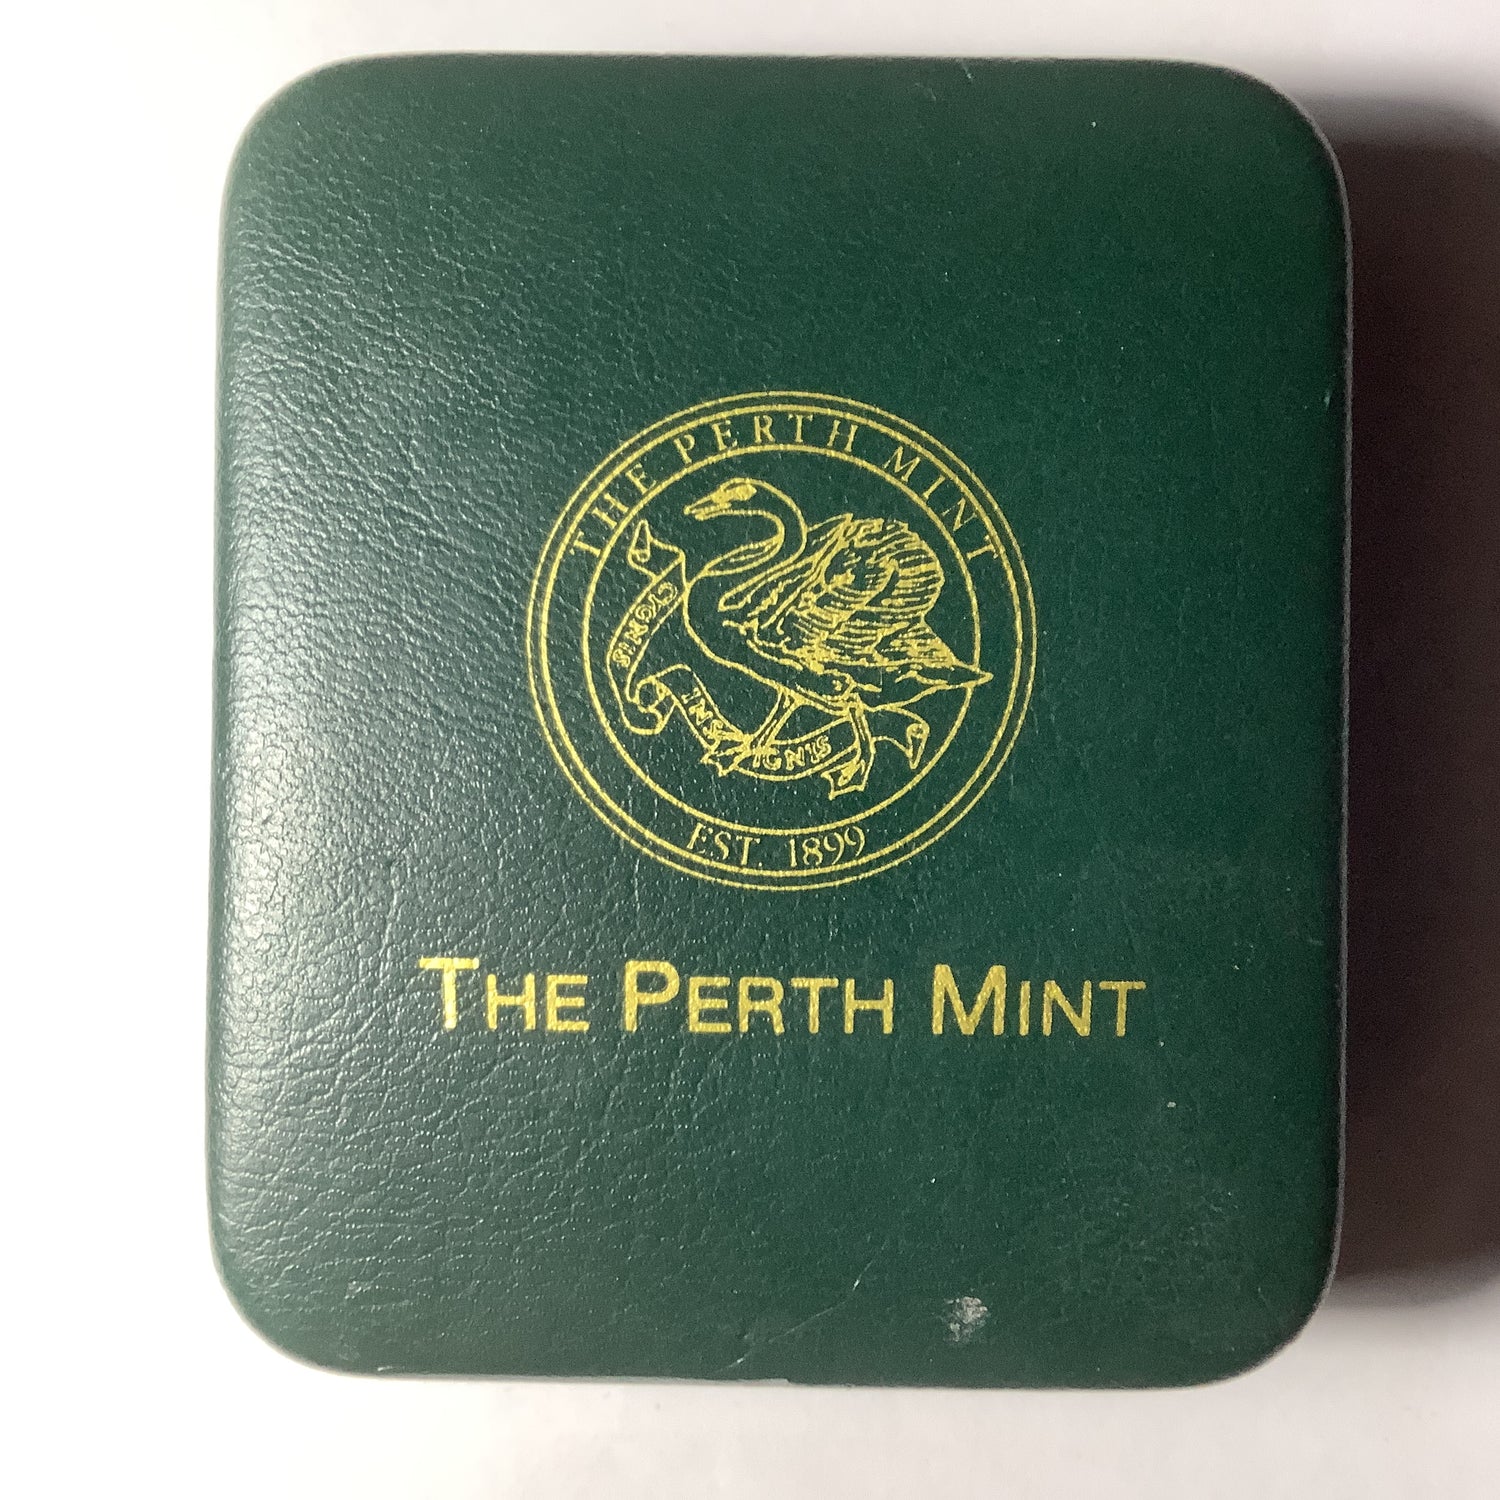 THE PERTH MINT
CYGNIS
INSIGNIS
EST. 1899
THE PERTH MINT